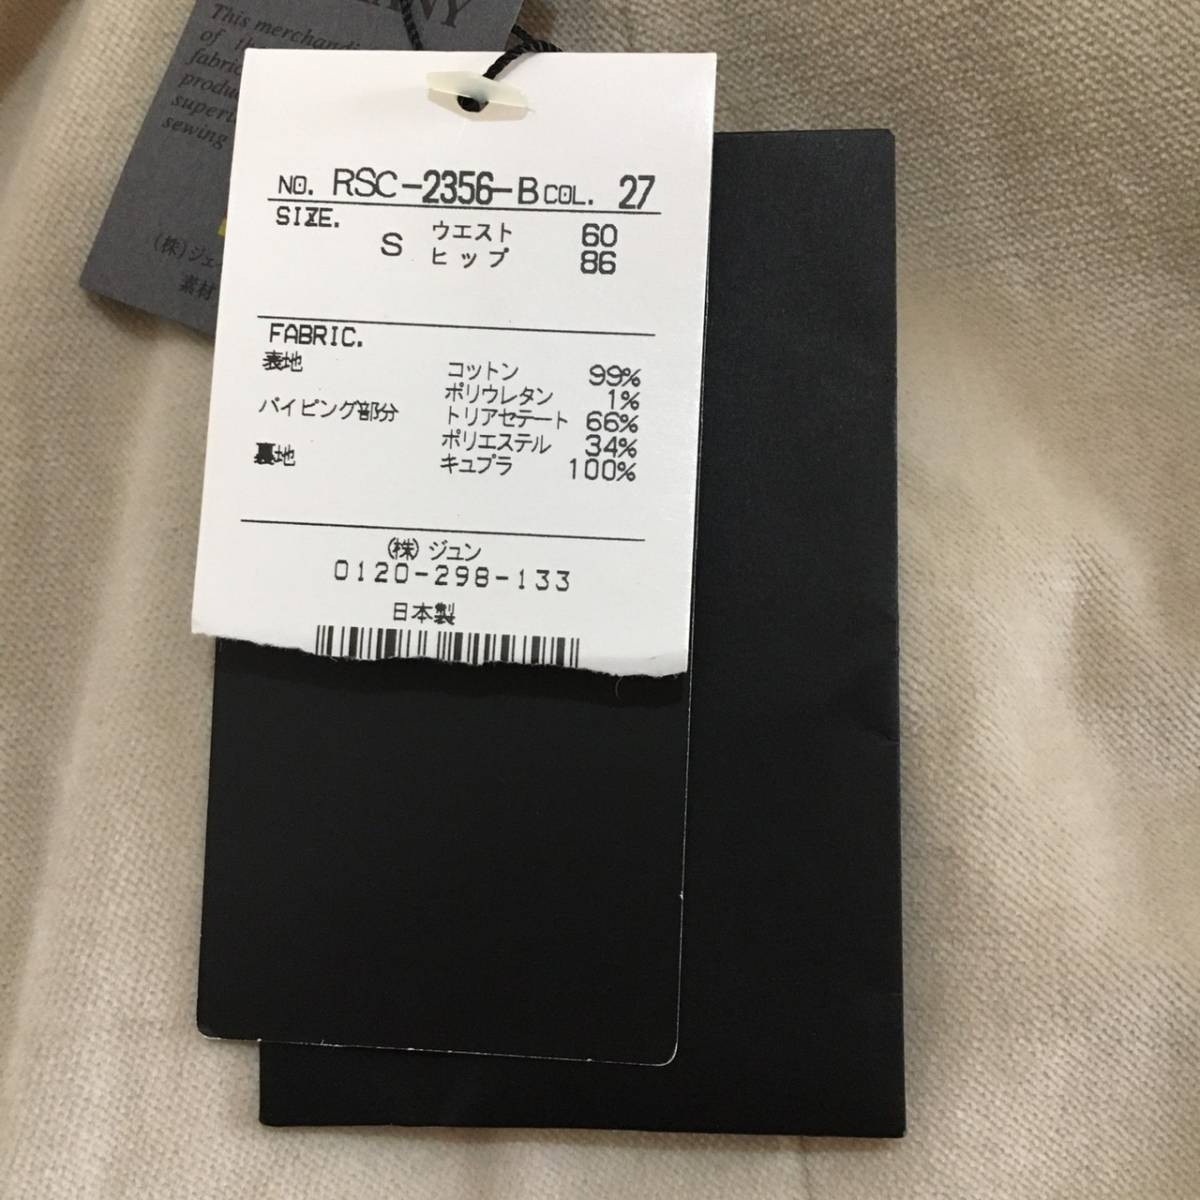 This merchandi
of th
fabric
produ
super
sewing
(株)ジュン
素材
NO. RSC-2356-B COL. 27
SIZE.
S ウエスト 60
ヒップ 86
FABRIC.
表地 コットン 99%
ポリウレタン 1%
パイピング部分 トリアセテート 66%
ポリエステル 34%
裏地 キュプラ 100%
(株)ジュン
0120-298-133
日本製